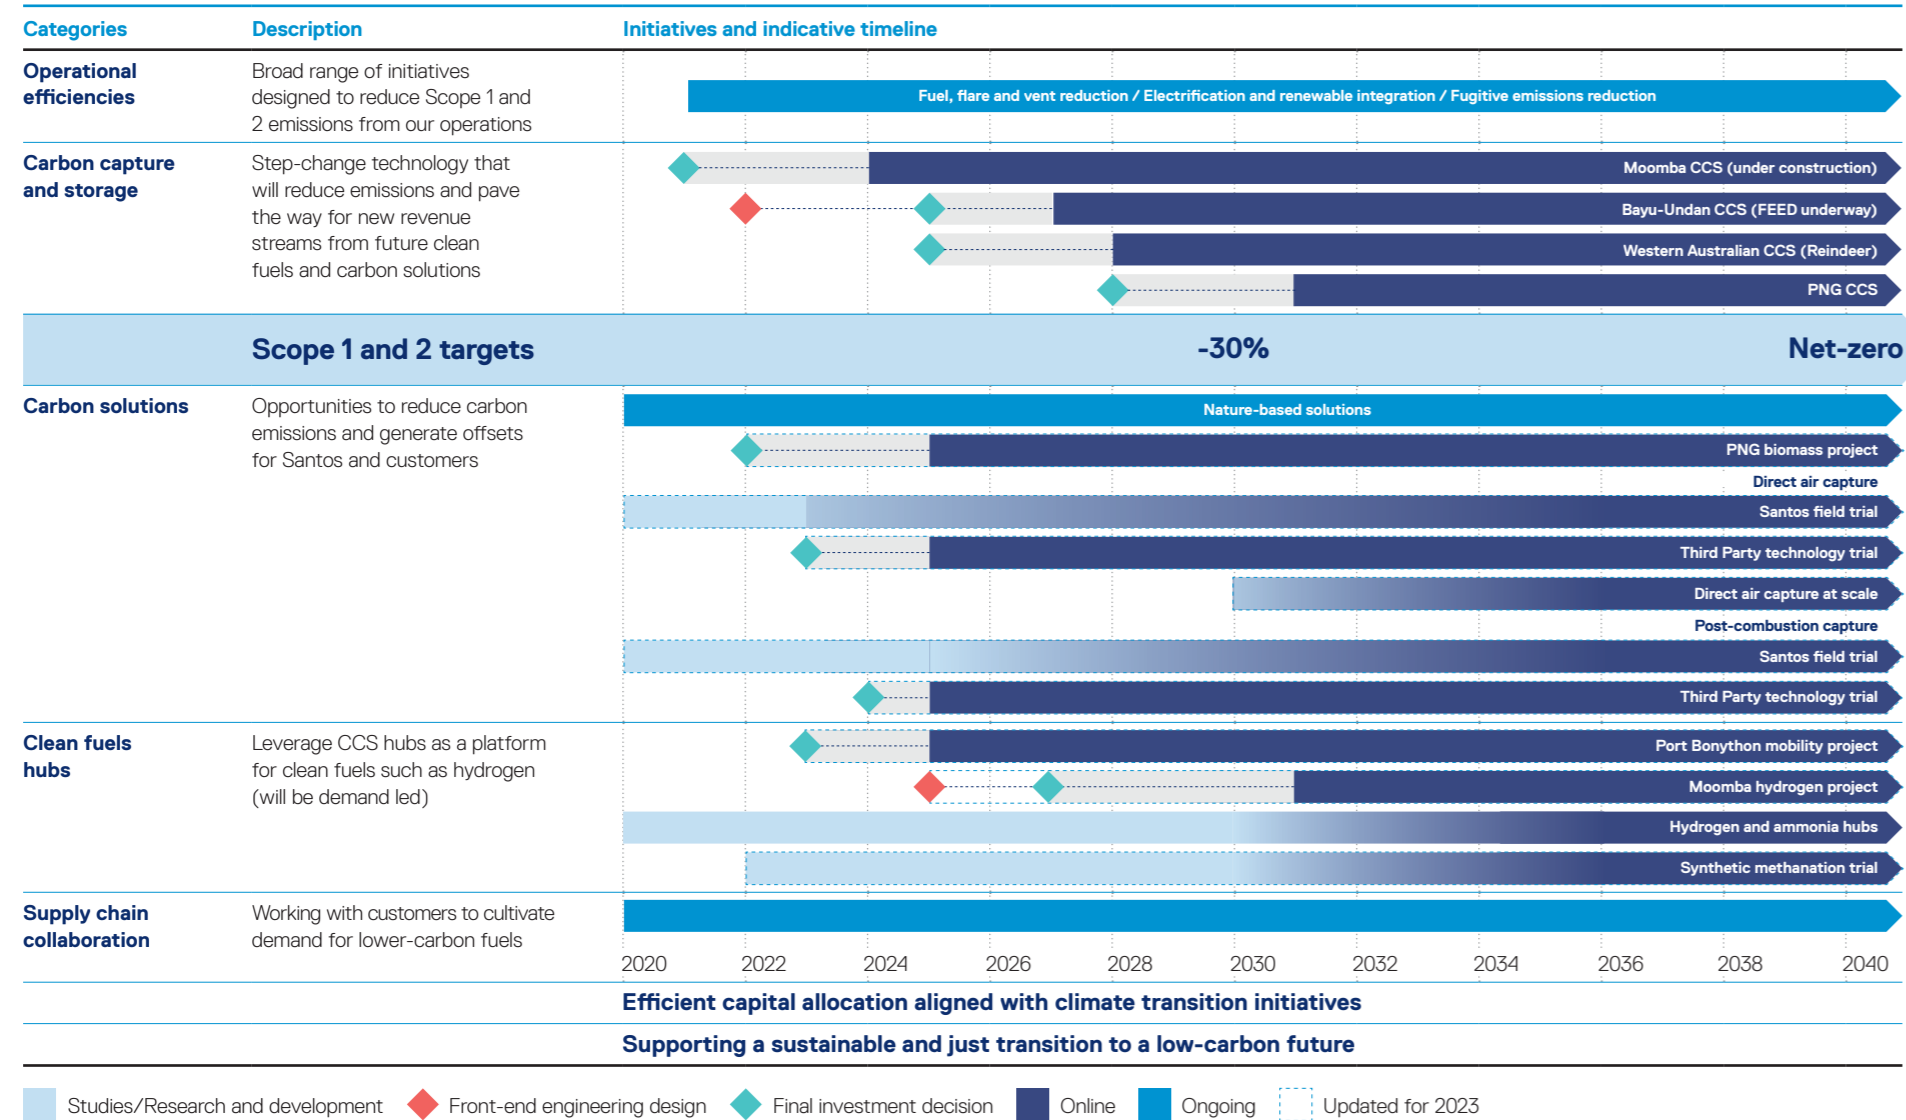 Categories
Description
Initiatives and indicative timeline
Operational
efficiencies
Broad range of initiatives
designed to reduce Scope 1 and
2 emissions from our operations
Fuel, flare and vent reduction / Electrification and renewable integration / Fugitive emissions reduction
Carbon capture
and storage
Step-change technology that
will reduce emissions and pave
the way for new revenue
streams from future clean
fuels and carbon solutions
Moomba CCS (under construction)
Bayu-Undan CCS (FEED underway)
Western Australian CCS (Reindeer)
PNG CCS
Scope 1 and 2 targets
-30%
Net-zero
Carbon solutions
Opportunities to reduce carbon
emissions and generate offsets
for Santos and customers
Nature-based solutions
PNG biomass project
Direct air capture
Santos field trial
Third Party technology trial
Direct air capture at scale
Post-combustion capture
Santos field trial
Third Party technology trial
Clean fuels
hubs
Leverage CCS hubs as a platform
for clean fuels such as hydrogen
(will be demand led)
Port Bonython mobility project
Moomba hydrogen project
Hydrogen and ammonia hubs
Synthetic methanation trial
Supply chain
collaboration
Working with customers to cultivate
demand for lower-carbon fuels
2020 2022 2024 2026 2028 2030 2032 2034 2036 2038 2040
Efficient capital allocation aligned with climate transition initiatives
Supporting a sustainable and just transition to a low-carbon future
Studies/Research and development Front-end engineering design Final investment decision Online Ongoing Updated for 2023